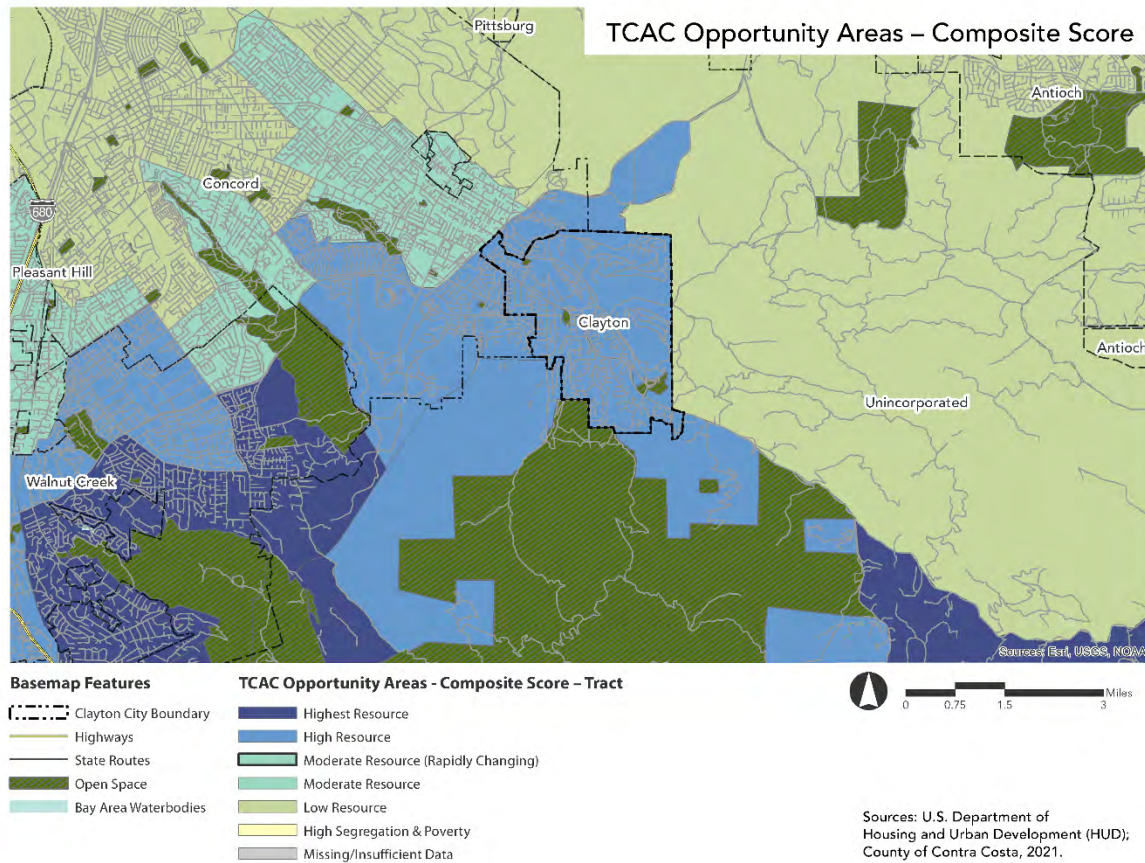 Pittsburg
TCAC Opportunity Areas – Composite Score
Antioch
Concord
680
Pleasant Hill
Clayton
Antioch
Unincorporated
Walnut Creek
Sources: Esri, USGS, NOAA
Basemap Features
Clayton City Boundary
Highways
State Routes
Open Space
Bay Area Waterbodies
TCAC Opportunity Areas - Composite Score – Tract
Highest Resource
High Resource
Moderate Resource (Rapidly Changing)
Moderate Resource
Low Resource
High Segregation & Poverty
Missing/Insufficient Data
Miles
0 0.75 1.5 3
Sources: U.S. Department of
Housing and Urban Development (HUD);
County of Contra Costa, 2021.